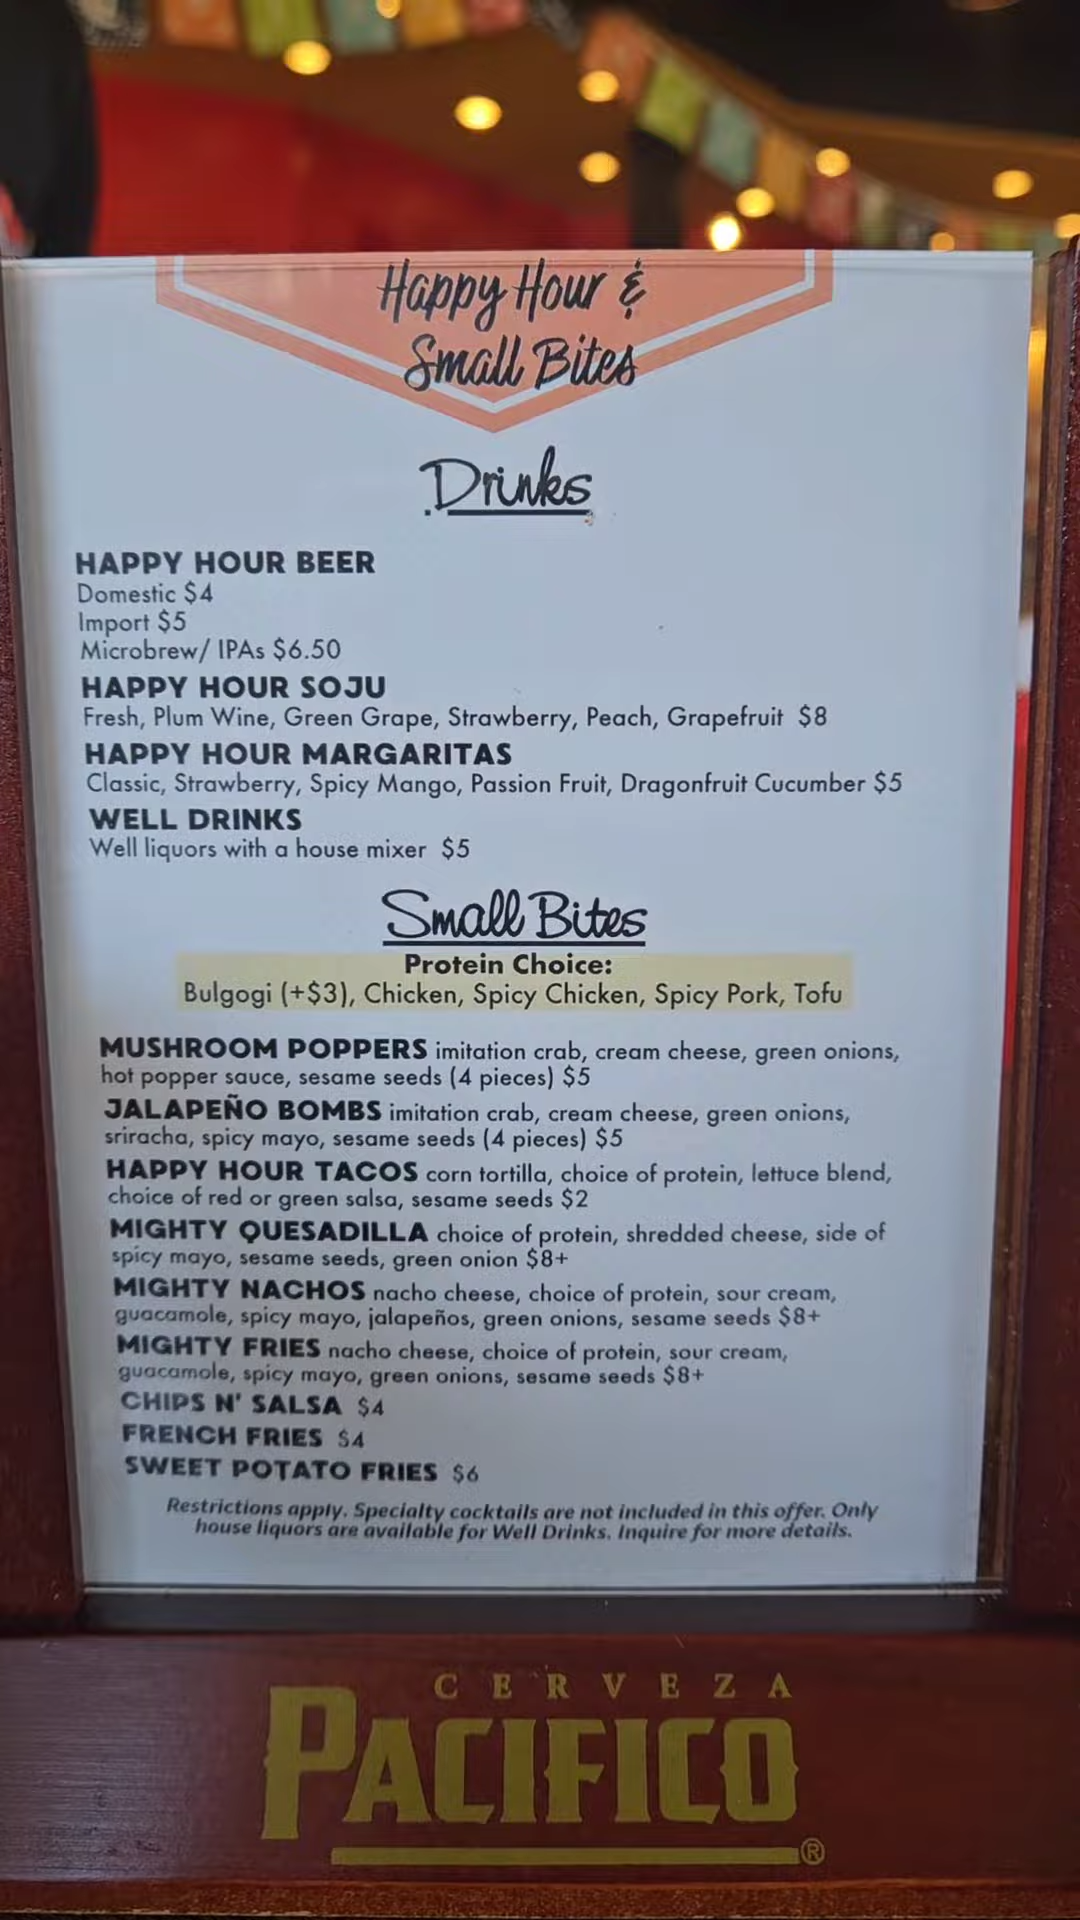 Happy Hour &
Small Bites
Drinks
HAPPY HOUR BEER
Domestic $4
Import $5
Microbrew/ IPAs $6.50
HAPPY HOUR SOJU
Fresh, Plum Wine, Green Grape, Strawberry, Peach, Grapefruit $8
HAPPY HOUR MARGARITAS
Classic, Strawberry, Spicy Mango, Passion Fruit, Dragonfruit Cucumber $5
WELL DRINKS
Well liquors with a house mixer $5
Small Bites
Protein Choice:
Bulgogi (+$3), Chicken, Spicy Chicken, Spicy Pork, Tofu
MUSHROOM POPPERS imitation crab, cream cheese, green onions,
hot popper sauce, sesame seeds (4 pieces) $5
JALAPEÑO BOMBS imitation crab, cream cheese, green onions,
sriracha, spicy mayo, sesame seeds (4 pieces) $5
HAPPY HOUR TACOS corn tortilla, choice of protein, lettuce blend,
choice of red or green salsa, sesame seeds $2
MIGHTY QUESADILLA choice of protein, shredded cheese, side of
spicy mayo, sesame seeds, green onion $8+
MIGHTY NACHOS nacho cheese, choice of protein, sour cream,
guacamole, spicy mayo, jalapeños, green onions, sesame seeds $8+
MIGHTY FRIES nacho cheese, choice of protein, sour cream,
guacamole, spicy mayo, green onions, sesame seeds $8+
CHIPS N' SALSA $4
FRENCH FRIES $4
SWEET POTATO FRIES $6
Restrictions apply. Specialty cocktails are not included in this offer. Only
house liquors are available for Well Drinks. Inquire for more details.
CERVEZA
PACIFICO®